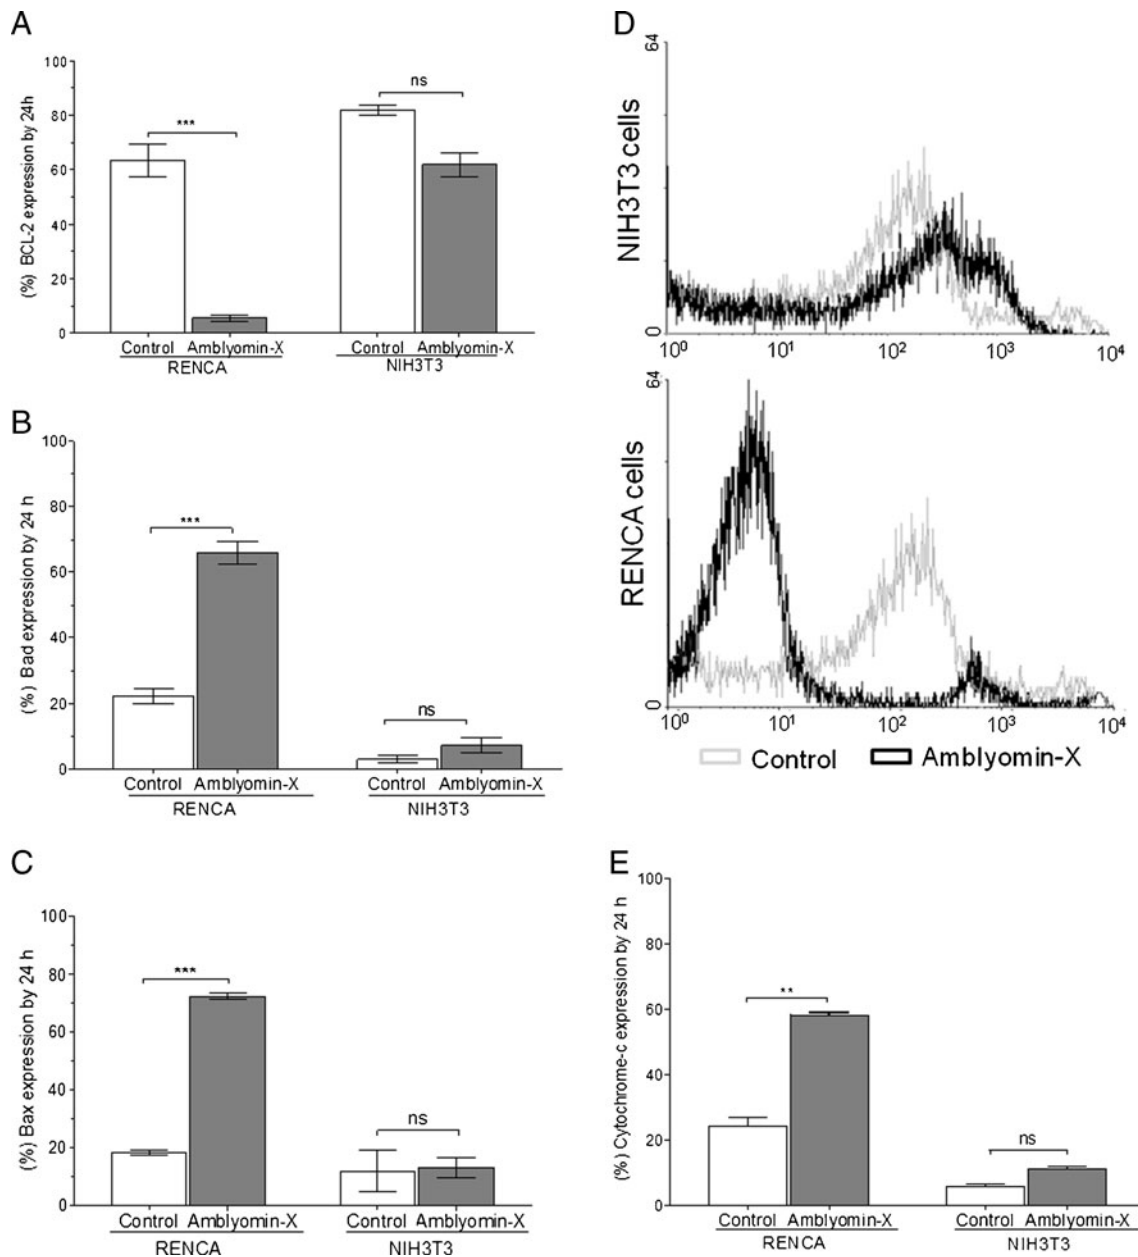 A
(%) BCL-2 expression by 24h
100
80
60
40
20
0
***
ns
Control Amblyomin-X Control Amblyomin-X
RENCA NIH3T3
B
(%) Bad expression by 24 h
100
80
60
40
20
0
***
ns
Control Amblyomin-X Control Amblyomin-X
RENCA NIH3T3
C
(%) Bax expression by 24 h
100
80
60
40
20
0
***
ns
Control Amblyomin-X Control Amblyomin-X
RENCA NIH3T3
D
NIH3T3 cells
64
0
10⁰ 10¹ 10² 10³ 10⁴
RENCA cells
64
0
10⁰ 10¹ 10² 10³ 10⁴
Control Amblyomin-X
E
(%) Cytochrome-c expression by 24 h
100
80
60
40
20
0
**
ns
Control Amblyomin-X Control Amblyomin-X
RENCA NIH3T3